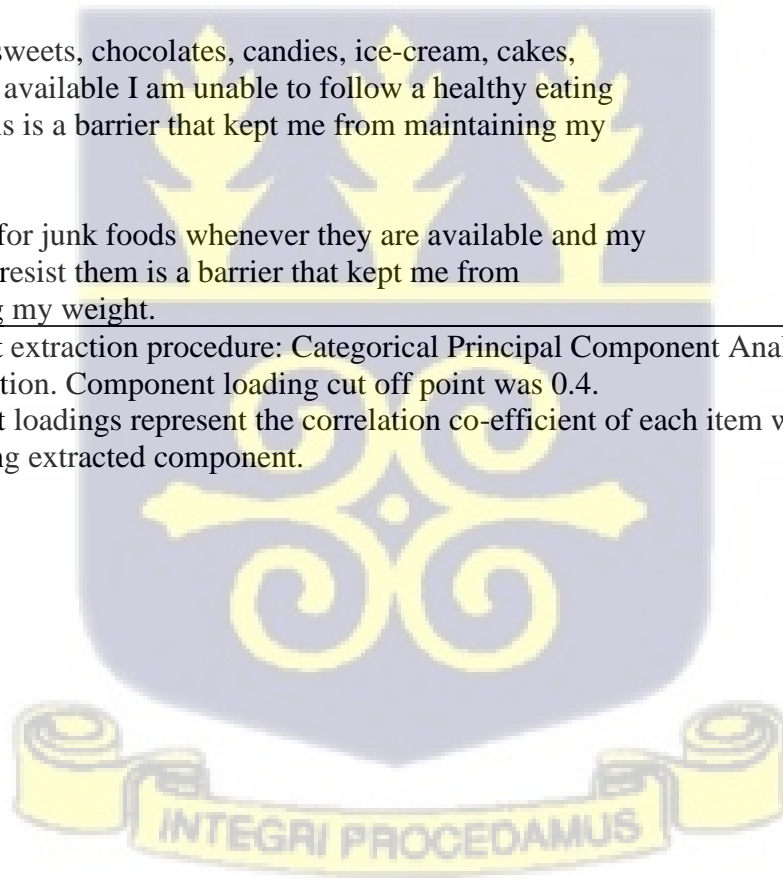 sweets, chocolates, candies, ice-cream, cakes,
available I am unable to follow a healthy eating
is a barrier that kept me from maintaining my
for junk foods whenever they are available and my
resist them is a barrier that kept me from
my weight.
extraction procedure: Categorical Principal Component
Component loading cut off point was 0.4.
loadings represent the correlation co-efficient of each item
extracted component.
INTEGRI PROCEDAMUS